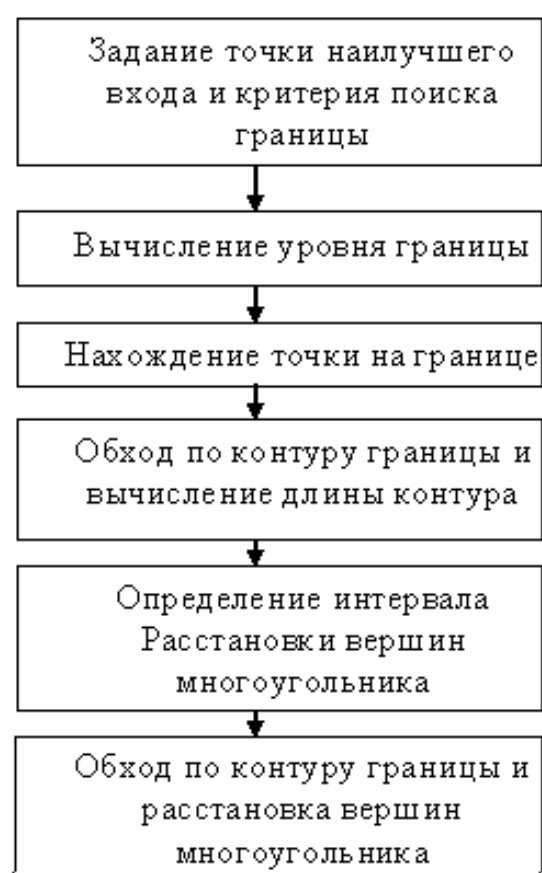 Задание точки наилучшего
входа и критерия поиска
границы
Вычисление уровня границы
Нахождение точки на границе
Обход по контуру границы и
вычисление длины контура
Определение интервала
Расстановки вершин
многоугольника
Обход по контуру границы и
расстановка вершин
многоугольника